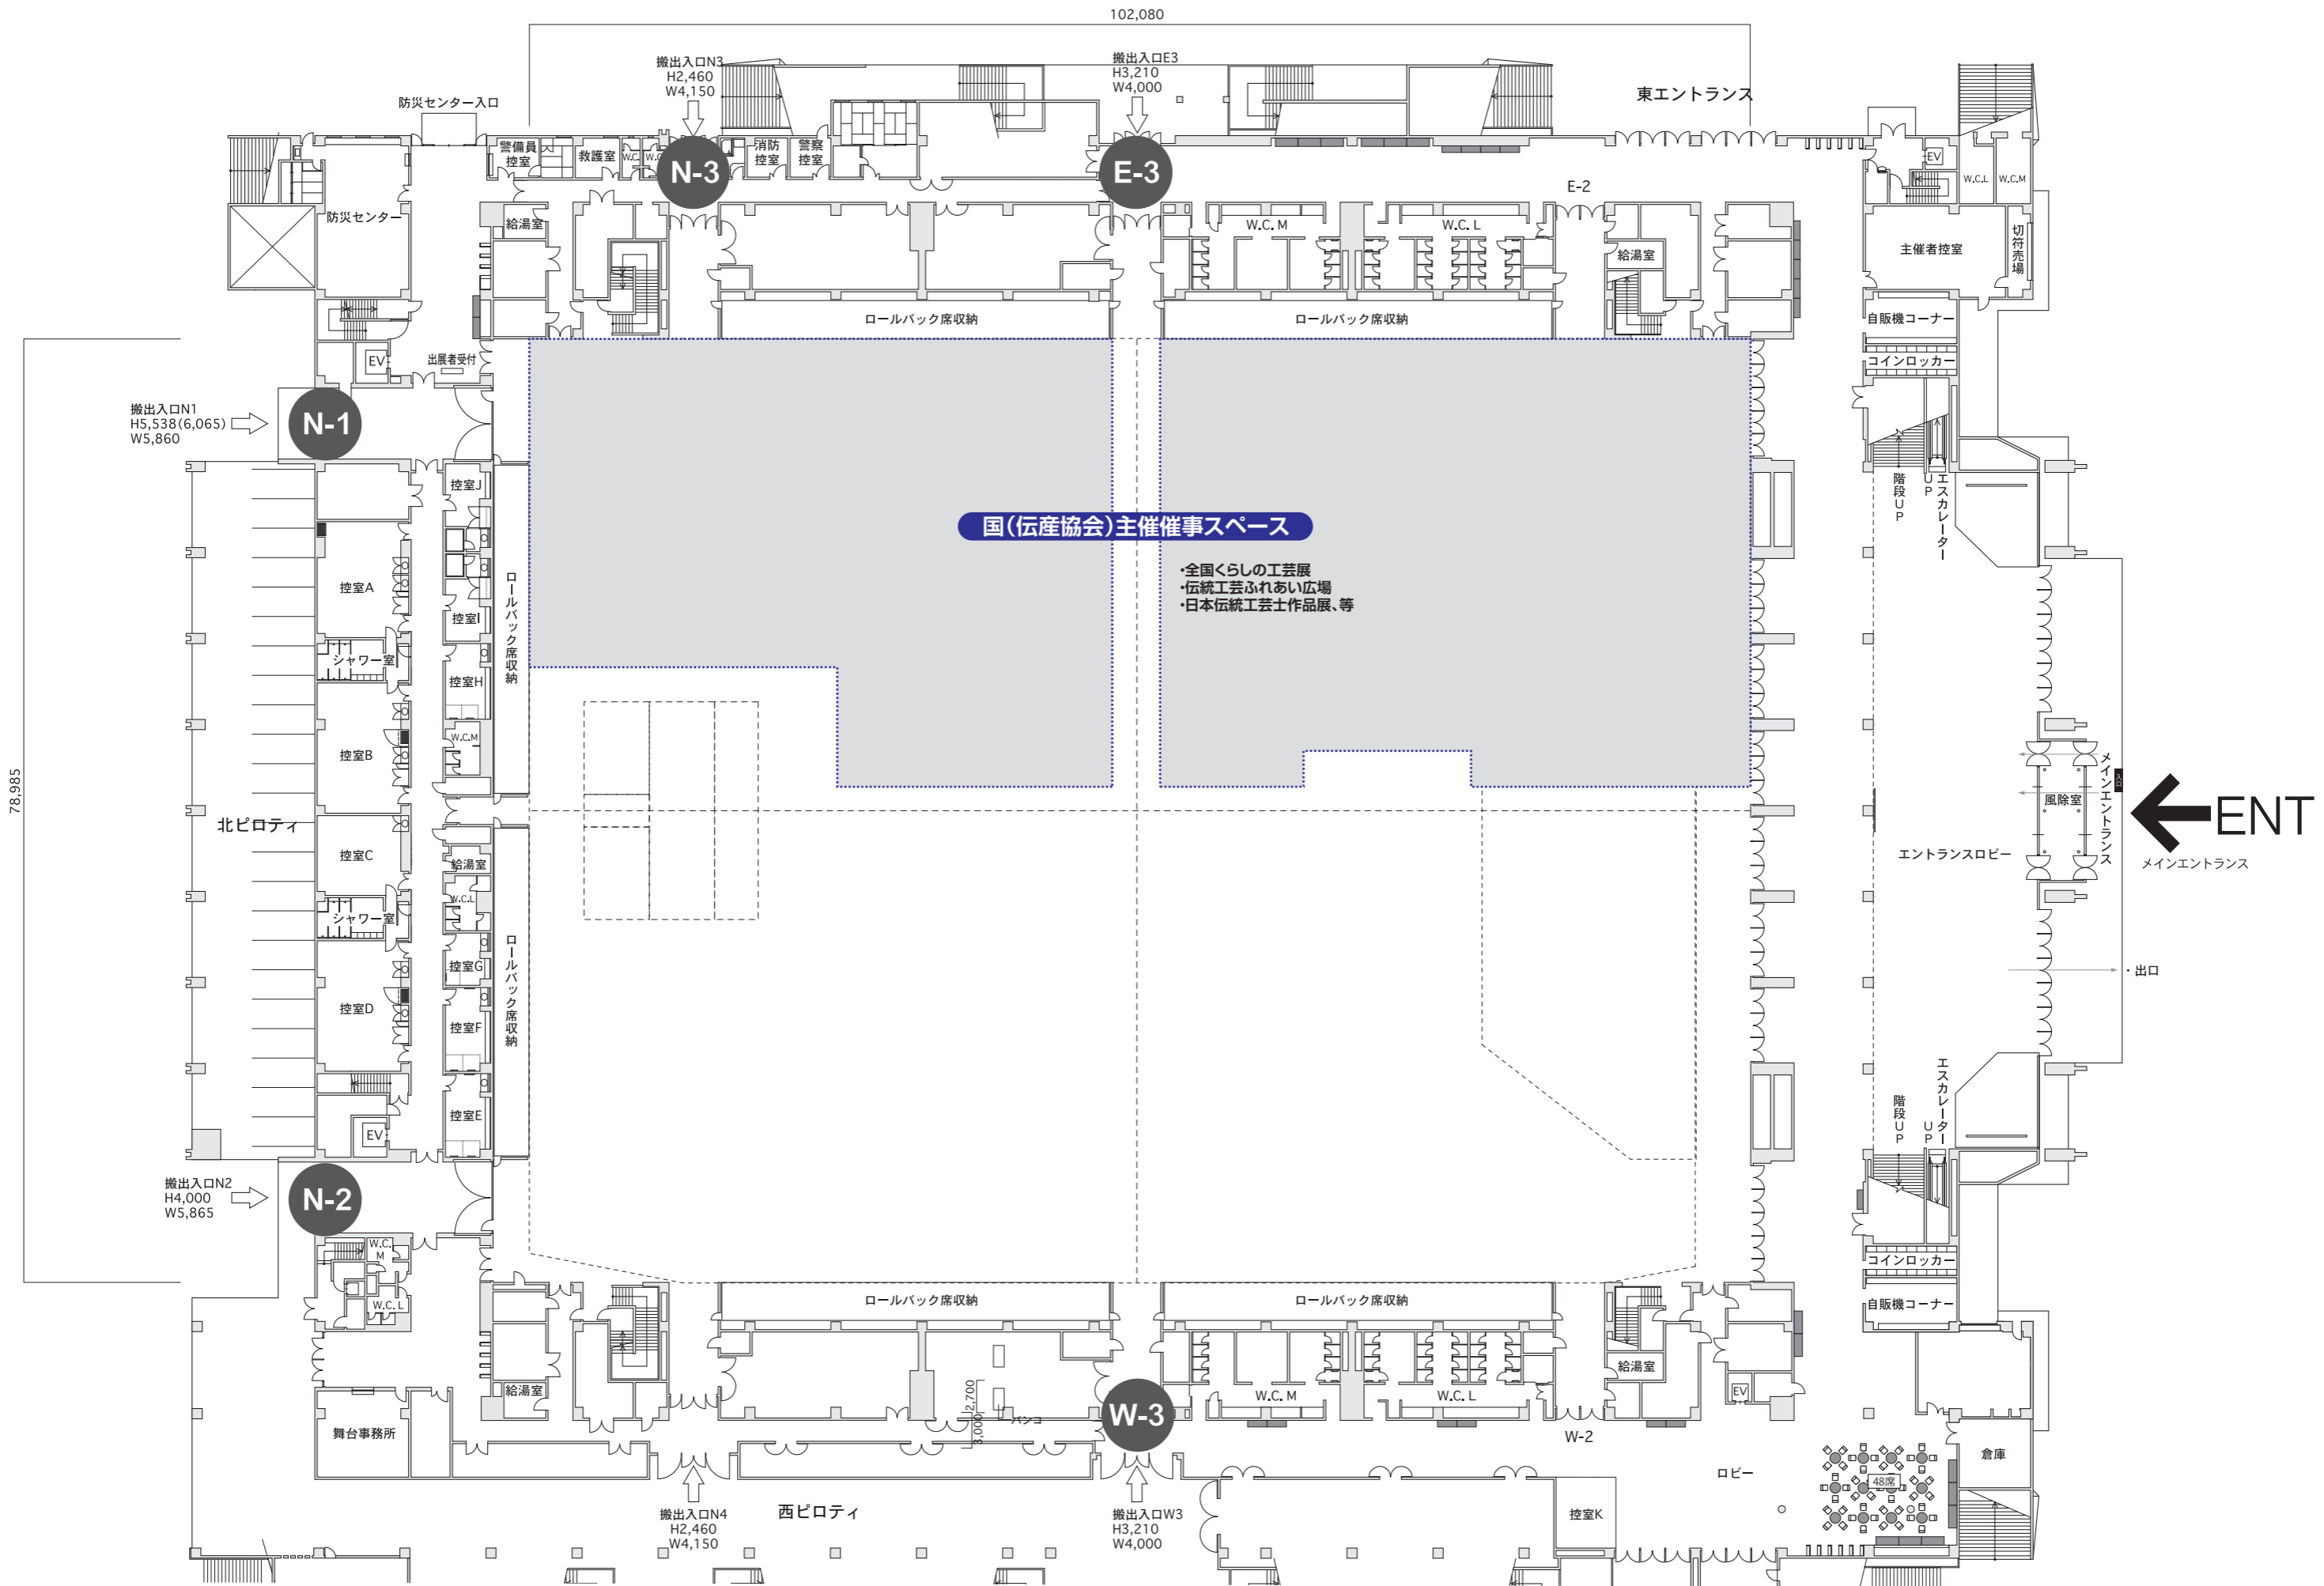 102,080
搬出入口N3
H2,460
W4,150
搬出入口E3
H3,210
W4,000
東エントランス
防災センター入口
警備員
控室
救護室
W.C.
W.C
N-3
消防
控室
警察
控室
E-3
E-2
EV
W.C.L
W.C.M
防災センター
給湯室
W.C.M
W.C.L
給湯室
主催者控室
切符売場
ロールバック席収納
ロールバック席収納
自販機コーナー
コインロッカー
EV
出展者受付
搬出入口N1
H5,538(6,065)
W5,860
N-1
階段UP
エスカレーター
UP
控室J
国(伝産協会)主催催事スペース
・全国くらしの工芸展
・伝統工芸ふれあい広場
・日本伝統工芸士作品展、等
控室A
控室I
ロールバック席収納
シャワー室
控室H
W.C.M
控室B
78,985
北ピロティ
メインエントランス
入口
風除室
ENT
メインエントランス
エントランスロビー
控室C
給湯室
W.C.L
シャワー室
控室G
ロールバック席収納
・出口
控室D
控室F
控室E
EV
階段UP
エスカレーター
UP
搬出入口N2
H4,000
W5,865
N-2
W.C.
M
W.C.L
コインロッカー
自販機コーナー
ロールバック席収納
ロールバック席収納
給湯室
給湯室
EV
2,700
3,000
バンコ
W.C.M
W.C.L
W-3
W-2
舞台事務所
倉庫
ロビー
48席
搬出入口N4
H2,460
W4,150
西ピロティ
搬出入口W3
H3,210
W4,000
控室K